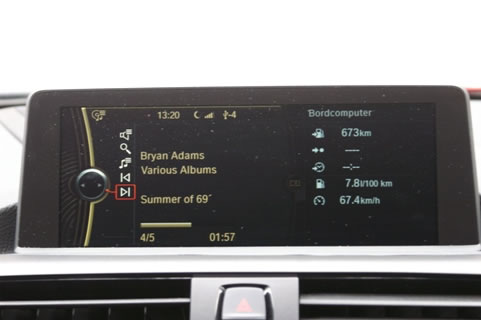 13:20 4
Bryan Adams
Various Albums
Summer of 69´
4/5 01:57
Bordcomputer
673km
----
--:--
7.8l/100 km
67.4km/h